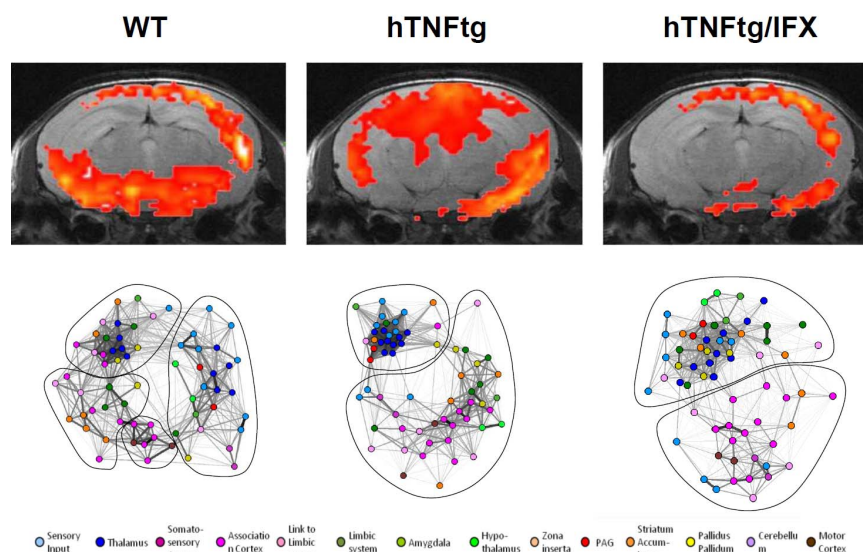 WT
hTNFtg
hTNFtg/IFX
Sensory
Input
Thalamus
Somato-
sensory
Association
n Cortex
Link to
Limbic
Limbic
system
Amygdala
Hypo-
thalamus
Zona
inserta
PAG
Striatum
Accum-
Pallidus
Pallidum
Cerebellu
m
Motor
Cortex